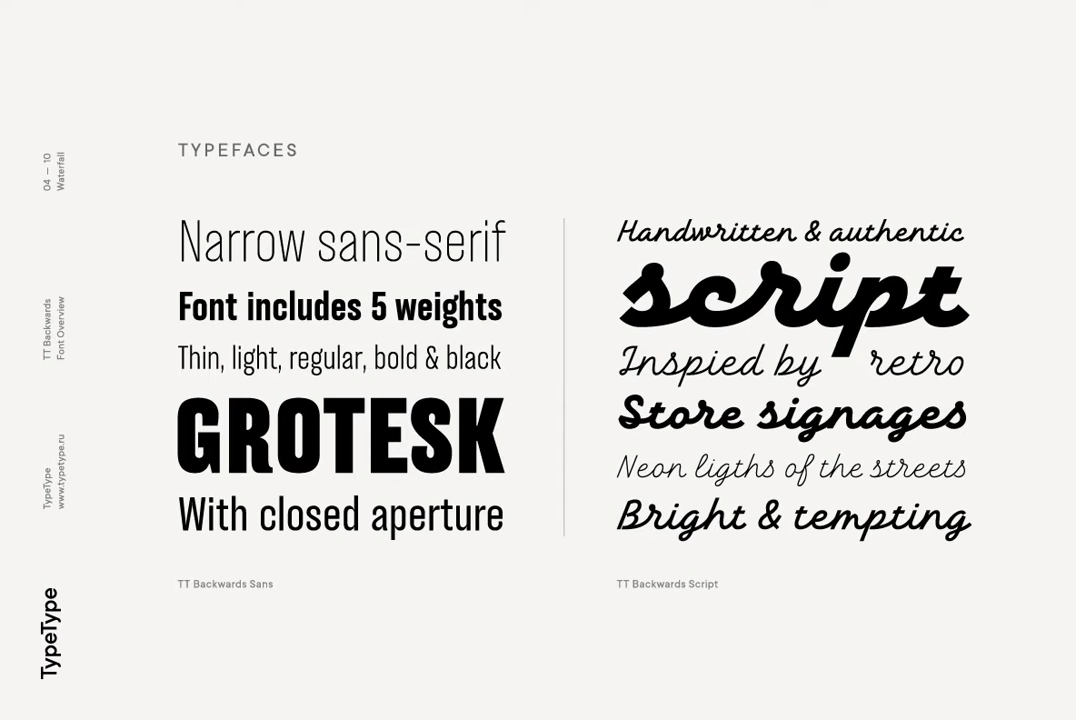 TYPEFACES
Narrow sans-serif
Font includes 5 weights
Thin, light, regular, bold & black
GROTESK
With closed aperture
TT Backwards Sans
Handwritten & authentic
script
Inspied by retro
Store signages
Neon ligths of the streets
Bright & tempting
TT Backwards Script
04 — 10
Waterfall
TT Backwards
Font Overview
TypeType
www.typetype.ru
TypeType